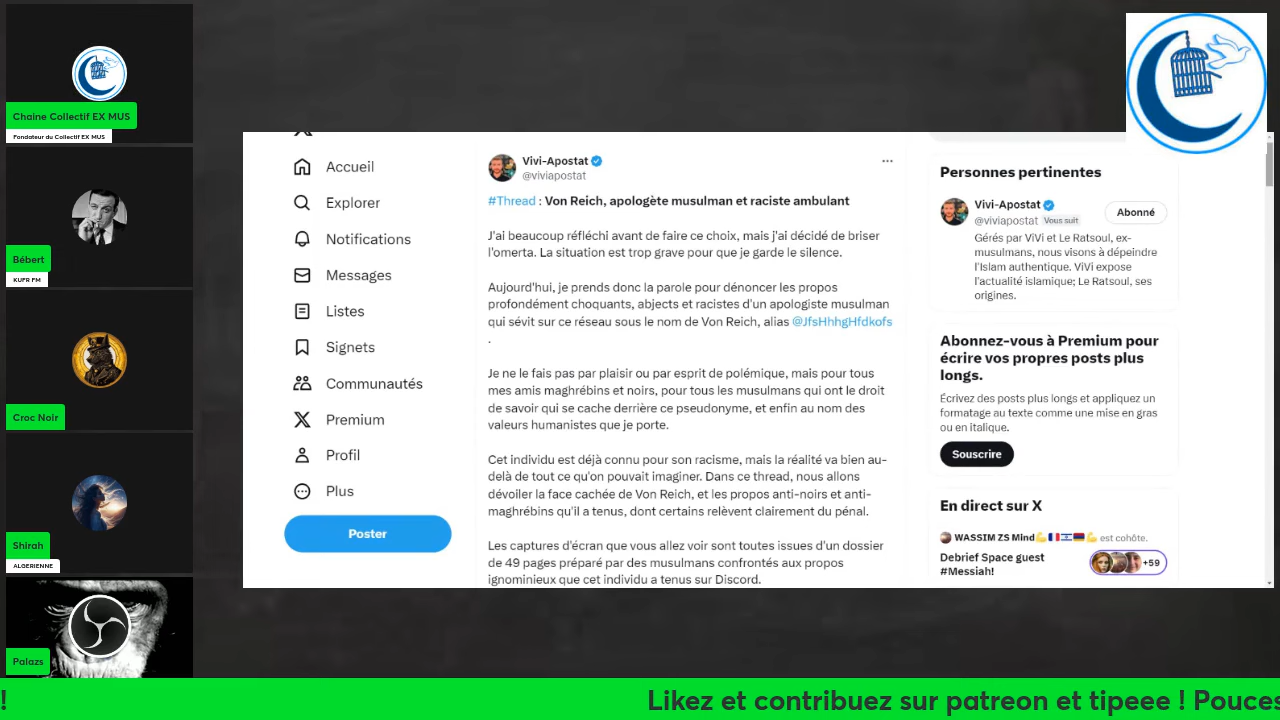 Chaine Collectif EX MUS
Fondateur du Collectif EX MUS
Bébert
KUFR FM
Croc Noir
Shirah
ALGERIENNE
Palazs
Accueil
Explorer
Notifications
Messages
Listes
Signets
Communautés
Premium
Profil
Plus
Poster
Vivi-Apostat
@viviapostat
#Thread : Von Reich, apologète musulman et raciste ambulant
J'ai beaucoup réfléchi avant de faire ce choix, mais j'ai décidé de briser
l'omerta. La situation est trop grave pour que je garde le silence.
Aujourd'hui, je prends donc la parole pour dénoncer les propos
profondément choquants, abjects et racistes d'un apologiste musulman
qui sévit sur ce réseau sous le nom de Von Reich, alias @JfsHhhgHfdkofs
.
Je ne le fais pas par plaisir ou par esprit de polémique, mais pour tous
mes amis maghrébins et noirs, pour tous les musulmans qui ont le droit
de savoir qui se cache derrière ce pseudonyme, et enfin au nom des
valeurs humanistes que je porte.
Cet individu est déjà connu pour son racisme, mais la réalité va bien au-
delà de tout ce qu'on pouvait imaginer. Dans ce thread, nous allons
dévoiler la face cachée de Von Reich, et les propos anti-noirs et anti-
maghrébins qu'il a tenus, dont certains relèvent clairement du pénal.
Les captures d'écran que vous allez voir sont toutes issues d'un dossier
de 49 pages préparé par des musulmans confrontés aux propos
ignominieux que cet individu a tenus sur Discord.
Personnes pertinentes
Vivi-Apostat
@viviapostat Vous suit
Abonné
Gérés par ViVi et Le Ratsoul, ex-
musulmans, nous visons à dépeindre
l'Islam authentique. ViVi expose
l'actualité islamique; Le Ratsoul, ses
origines.
Abonnez-vous à Premium pour
écrire vos propres posts plus
longs.
Écrivez des posts plus longs et appliquez un
formatage au texte comme une mise en gras
ou en italique.
Souscrire
En direct sur X
WASSIM ZS Mind💪🇫🇷🇮🇱🇦🇲💪 est cohôte.
Debrief Space guest
#Messiah!
+59
! Likez et contribuez sur patreon et tipeee ! Pouces